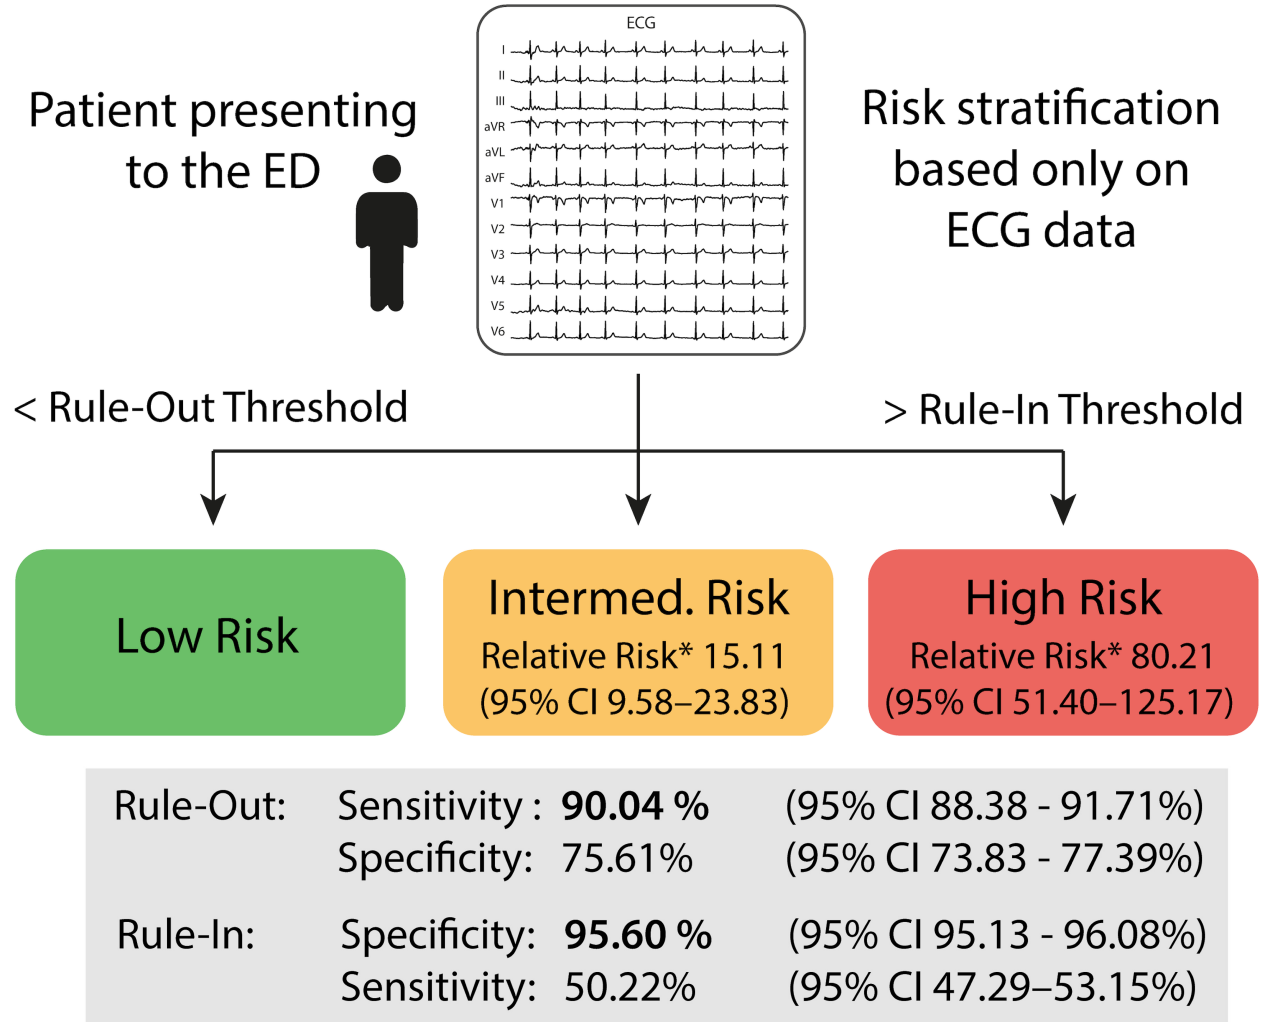 ECG
I
II
III
aVR
aVL
aVF
V1
V2
V3
V4
V5
V6
Patient presenting
to the ED
Risk stratification
based only on
ECG data
< Rule-Out Threshold
> Rule-In Threshold
Low Risk
Intermed. Risk
Relative Risk* 15.11
(95% CI 9.58–23.83)
High Risk
Relative Risk* 80.21
(95% CI 51.40–125.17)
Rule-Out: Sensitivity : 90.04 % (95% CI 88.38 - 91.71%)
Specificity: 75.61% (95% CI 73.83 - 77.39%)
Rule-In: Specificity: 95.60 % (95% CI 95.13 - 96.08%)
Sensitivity: 50.22% (95% CI 47.29–53.15%)